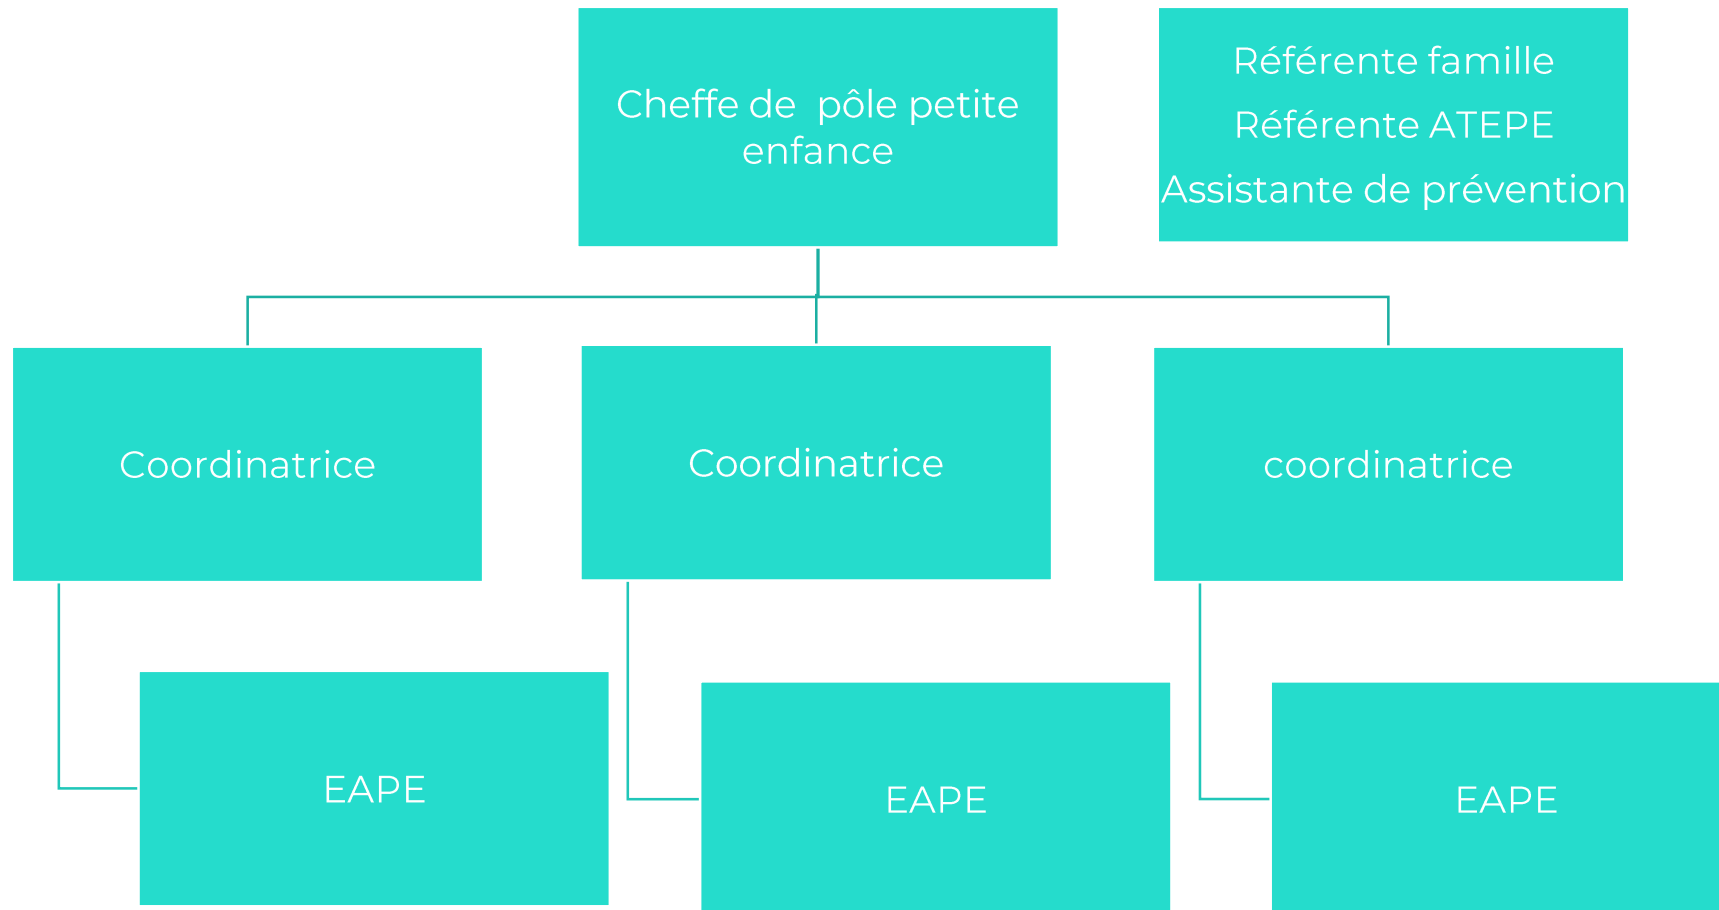 Cheffe de  pôle petite
enfance
Référente famille
Référente ATEPE
Assistante de prévention
Coordinatrice
Coordinatrice
coordinatrice
EAPE
EAPE
EAPE